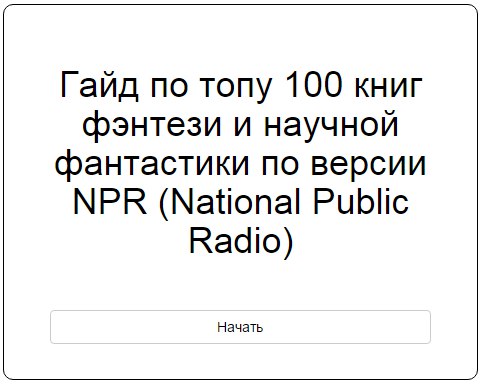 Гайд по топу 100 книг
фэнтези и научной
фантастики по версии
NPR (National Public
Radio)
Начать